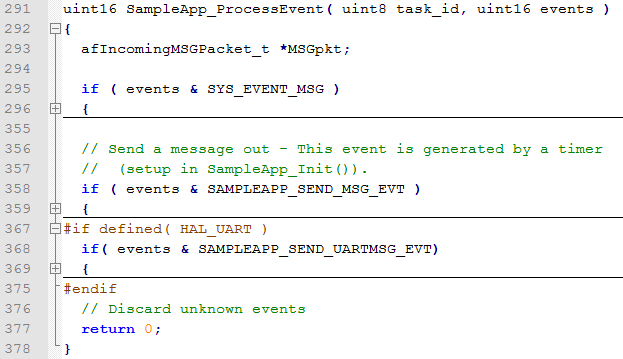 291 uint16 SampleApp_ProcessEvent( uint8 task_id, uint16 events )
292 {
293 afIncomingMSGPacket_t *MSGpkt;
294
295 if ( events & SYS_EVENT_MSG )
296 {
355
356 // Send a message out - This event is generated by a timer
357 // (setup in SampleApp_Init()).
358 if ( events & SAMPLEAPP_SEND_MSG_EVT )
359 {
367 #if defined( HAL_UART )
368 if( events & SAMPLEAPP_SEND_UARTMSG_EVT)
369 {
375 #endif
376 // Discard unknown events
377 return 0;
378 }